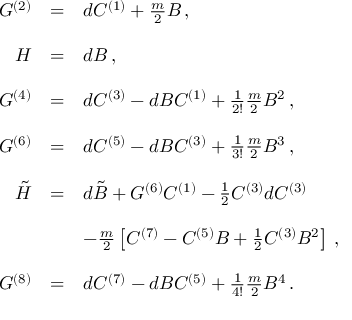 G^{(2)} = dC^{(1)} + \frac{m}{2} B ,
H = dB ,
G^{(4)} = dC^{(3)} - dBC^{(1)} + \frac{1}{2!} \frac{m}{2} B^2 ,
G^{(6)} = dC^{(5)} - dBC^{(3)} + \frac{1}{3!} \frac{m}{2} B^3 ,
\tilde{H} = d\tilde{B} + G^{(6)} C^{(1)} - \frac{1}{2} C^{(3)} dC^{(3)}
- \frac{m}{2} \left[ C^{(7)} - C^{(5)} B + \frac{1}{2} C^{(3)} B^2 \right] ,
G^{(8)} = dC^{(7)} - dBC^{(5)} + \frac{1}{4!} \frac{m}{2} B^4 .